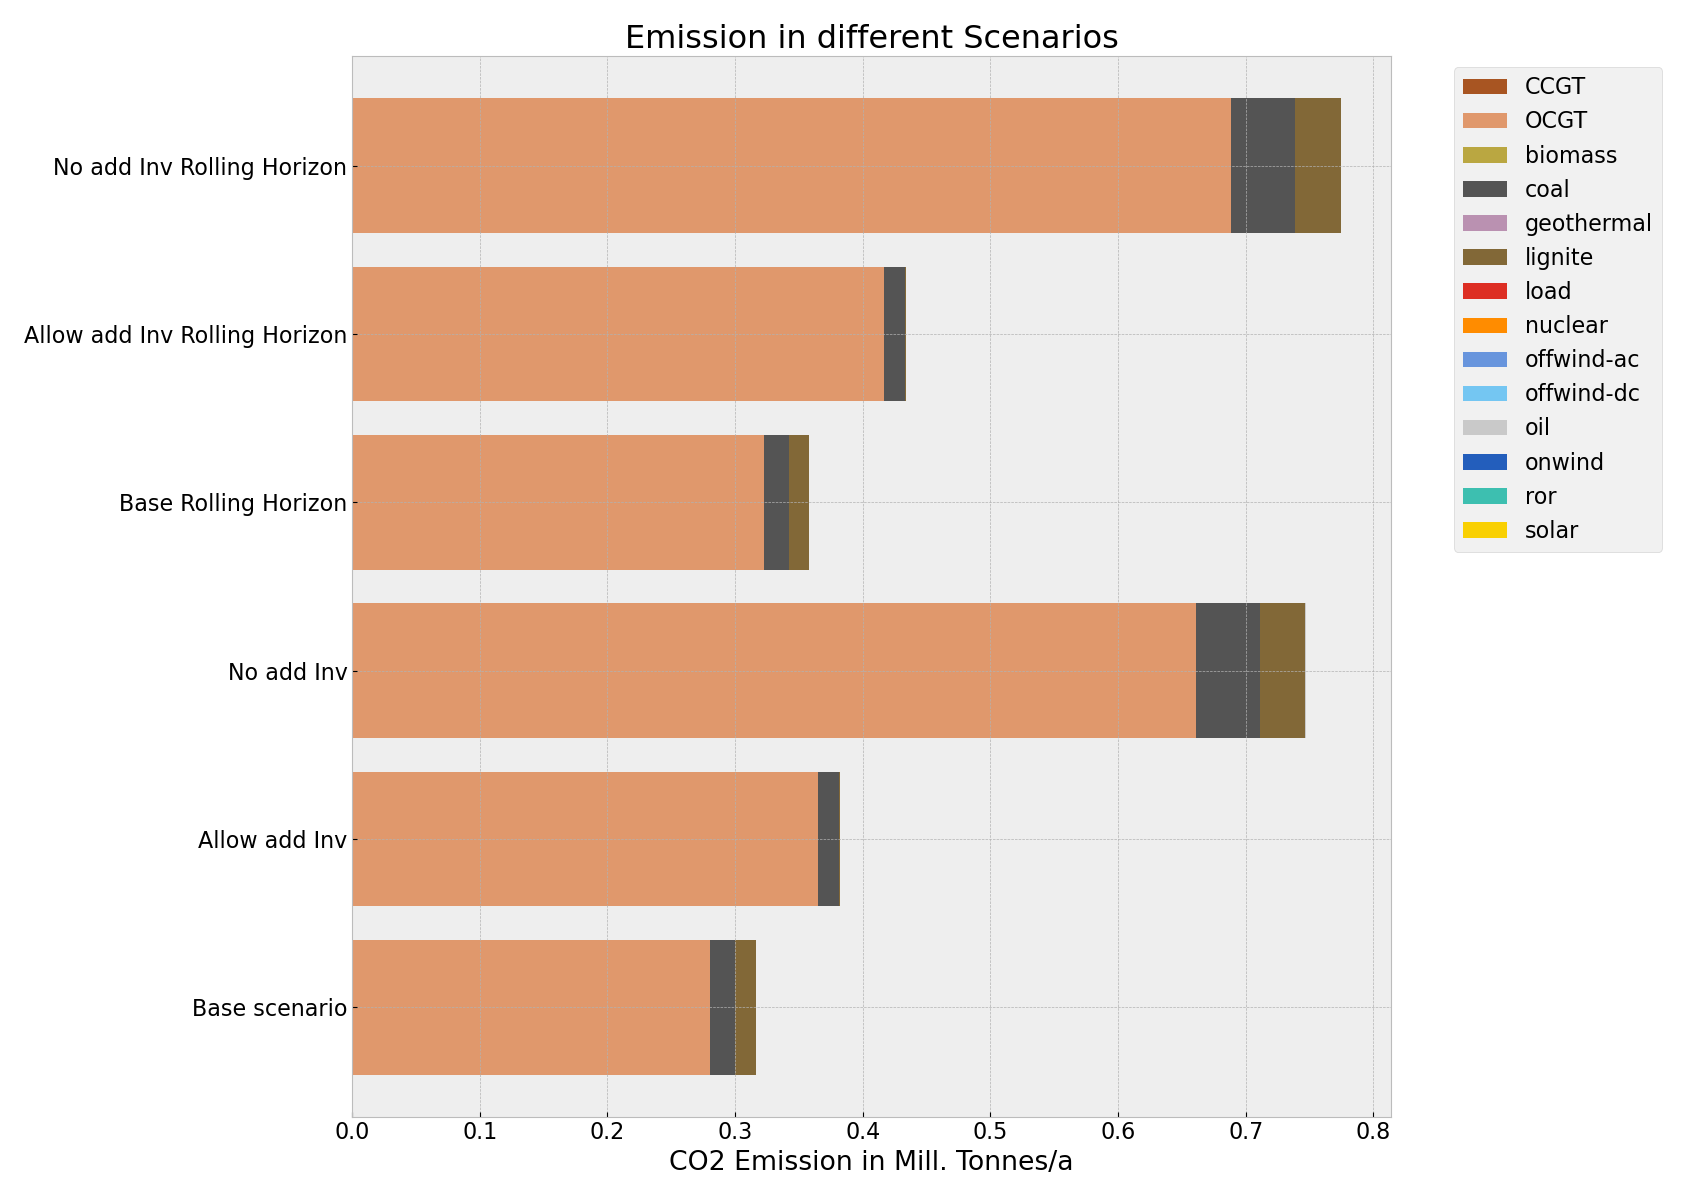 Emission in different Scenarios
No add Inv Rolling Horizon
Allow add Inv Rolling Horizon
Base Rolling Horizon
No add Inv
Allow add Inv
Base scenario
0.0 0.1 0.2 0.3 0.4 0.5 0.6 0.7 0.8
CO2 Emission in Mill. Tonnes/a
CCGT
OCGT
biomass
coal
geothermal
lignite
load
nuclear
offwind-ac
offwind-dc
oil
onwind
ror
solar